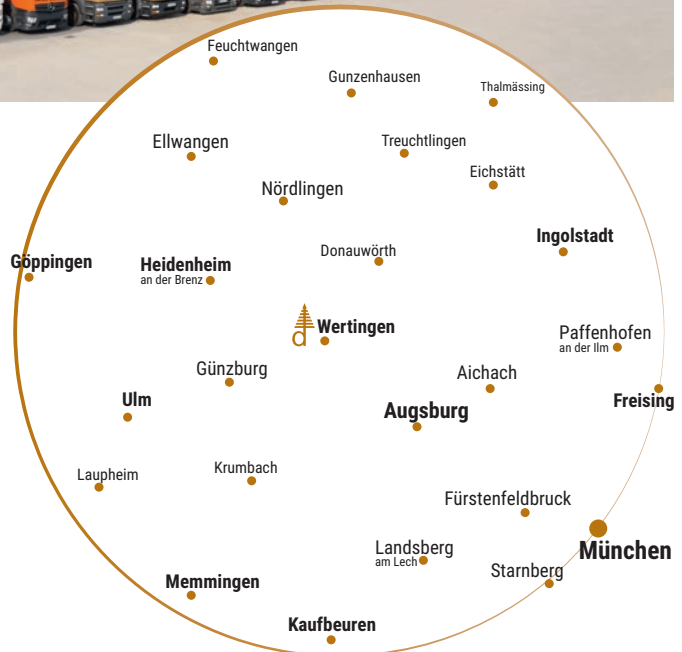 Feuchtwangen
Gunzenhausen
Thalmässing
Ellwangen
Treuchtlingen
Eichstätt
Nördlingen
Ingolstadt
Donauwörth
Göppingen
Heidenheim
an der Brenz
d
Wertingen
Paffenhofen
an der Ilm
Günzburg
Aichach
Ulm
Augsburg
Freising
Laupheim
Krumbach
Fürstenfeldbruck
München
Landsberg
am Lech
Starnberg
Memmingen
Kaufbeuren